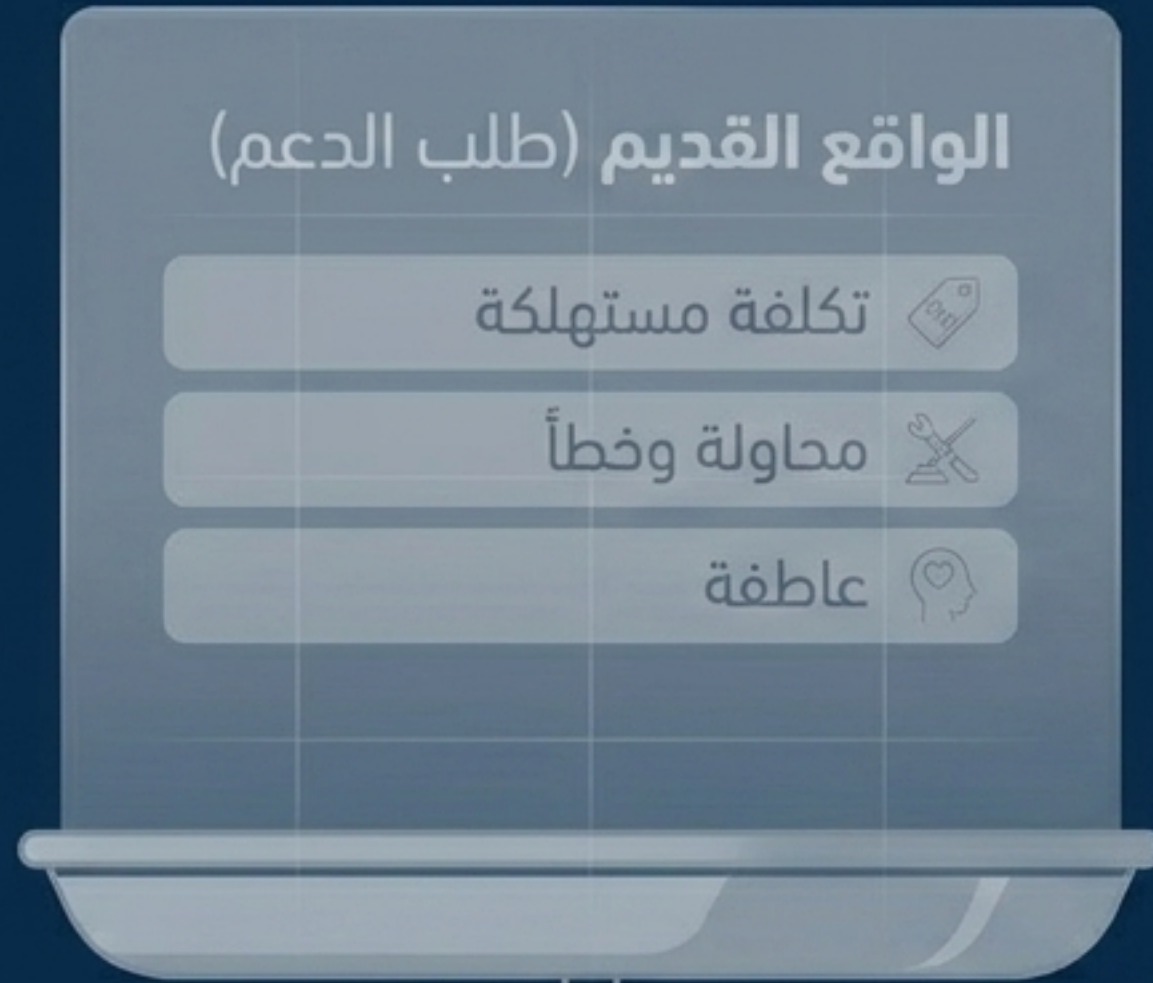 الواقع القديم (طلب الدعم)
تكلفة مستهلكة
محاولة وخطأ
عاطفة